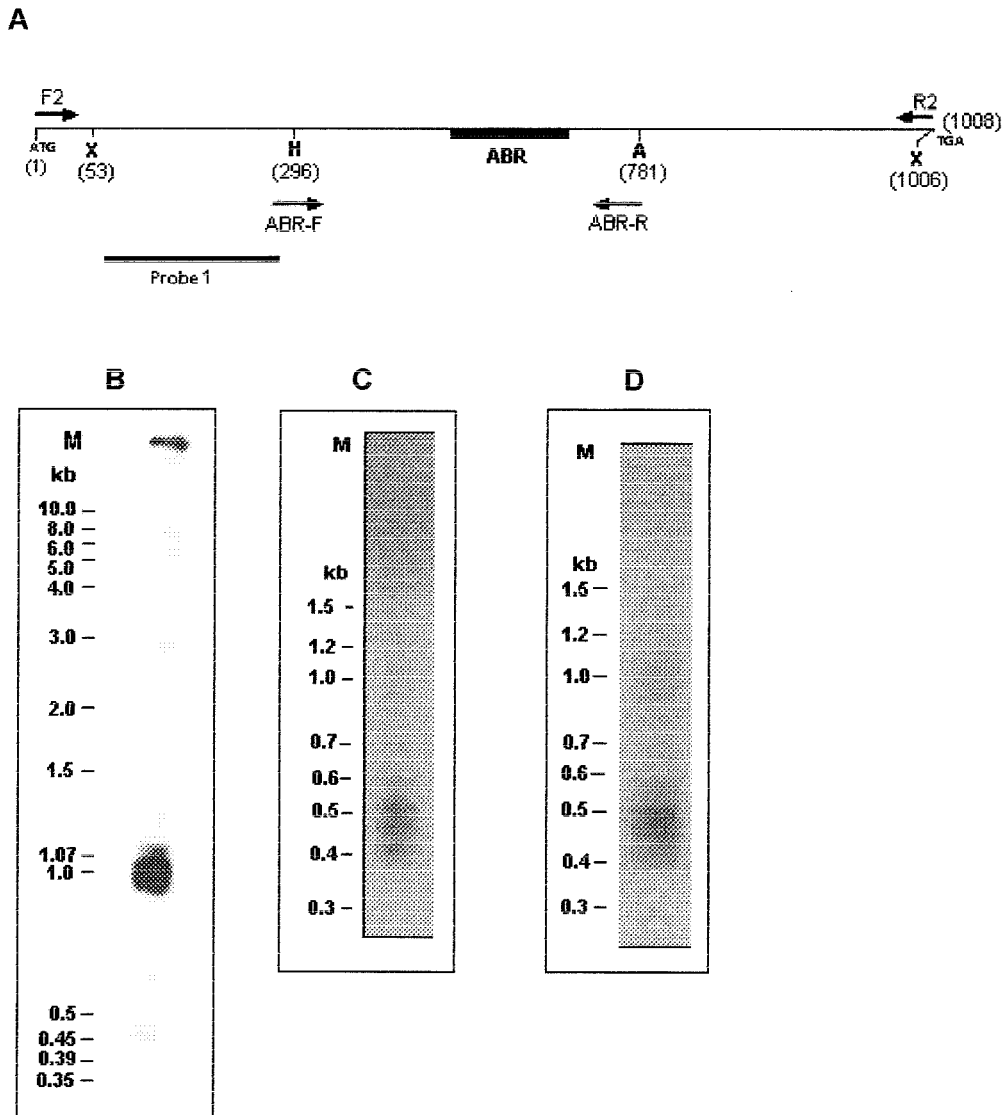 A
F2
R2
(1008)
ATG
(1)
X
(53)
H
(296)
ABR
A
(781)
TGA
X
(1006)
ABR-F
ABR-R
Probe 1
B
M
kb
10.0
8.0
6.0
5.0
4.0
3.0
2.0
1.5
1.07
1.0
0.5
0.45
0.39
0.35
C
M
kb
1.5
1.2
1.0
0.7
0.6
0.5
0.4
0.3
D
M
kb
1.5
1.2
1.0
0.7
0.6
0.5
0.4
0.3